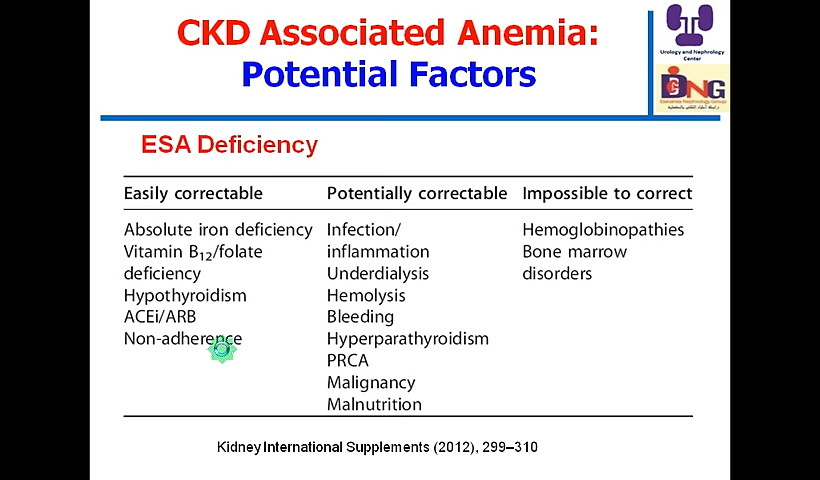 CKD Associated Anemia:
Potential Factors
Urology and Nephrology
Center
DNG
ESA Deficiency
Easily correctable Potentially correctable Impossible to correct
Absolute iron deficiency Infection/ Hemoglobinopathies
Vitamin B₁₂/folate inflammation Bone marrow
deficiency Underdialysis disorders
Hypothyroidism Hemolysis
ACEi/ARB Bleeding
Non-adherence Hyperparathyroidism
PRCA
Malignancy
Malnutrition
Kidney International Supplements (2012), 299–310